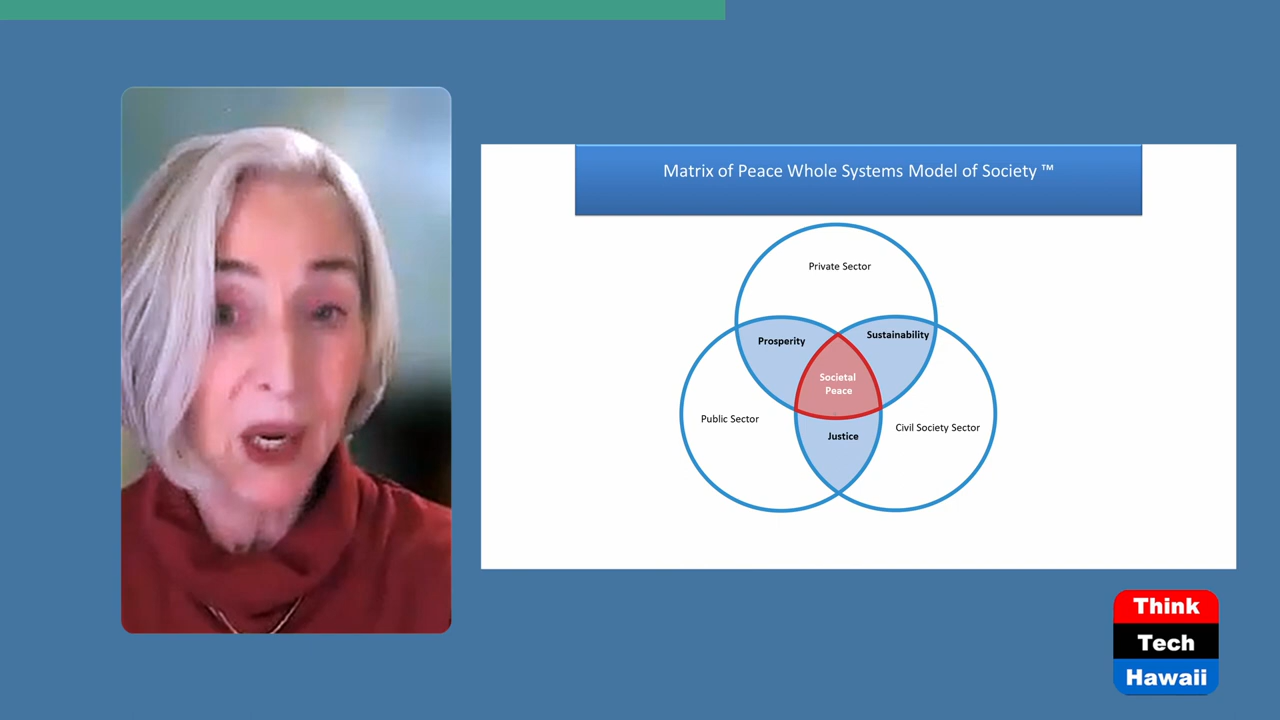 Matrix of Peace Whole Systems Model of Society ™
Private Sector
Prosperity
Sustainability
Societal
Peace
Public Sector
Civil Society Sector
Justice
Think
Tech
Hawaii